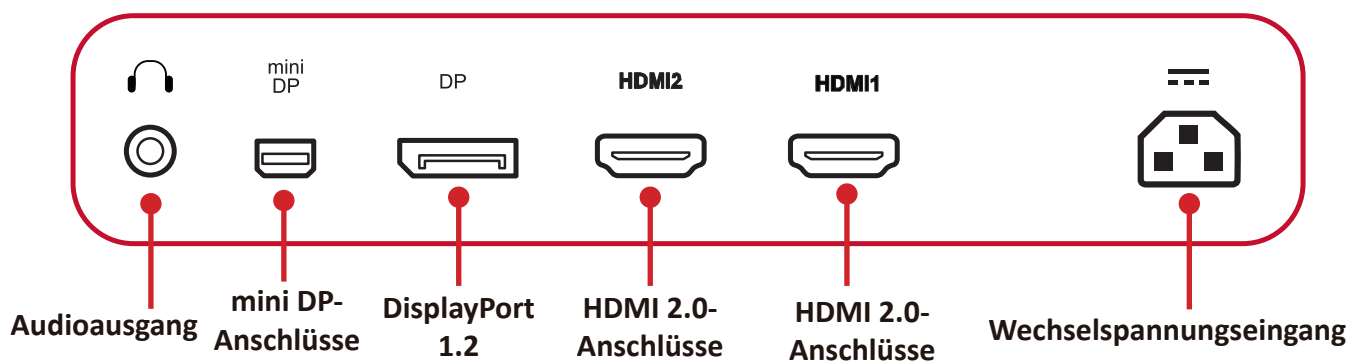 mini
DP
DP
HDMI2
HDMI1
Audioausgang
mini DP-
Anschlüsse
DisplayPort
1.2
HDMI 2.0-
Anschlüsse
HDMI 2.0-
Anschlüsse
Wechselspannungseingang